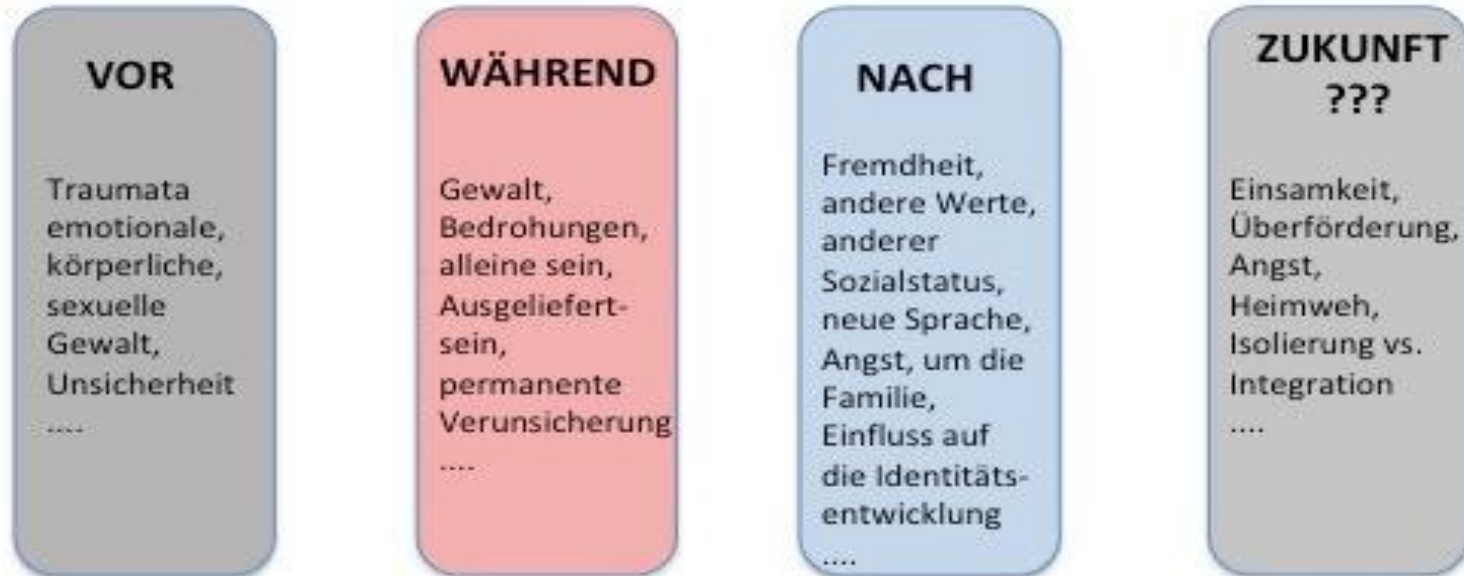 VOR
Traumata
emotionale,
körperliche,
sexuelle
Gewalt,
Unsicherheit
....
WÄHREND
Gewalt,
Bedrohungen,
alleine sein,
Ausgeliefert-
sein,
permanente
Verunsicherung
....
NACH
Fremdheit,
andere Werte,
anderer
Sozialstatus,
neue Sprache,
Angst, um die
Familie,
Einfluss auf
die Identitäts-
entwicklung
....
ZUKUNFT
???
Einsamkeit,
Überförderung,
Angst,
Heimweh,
Isolierung vs.
Integration
....